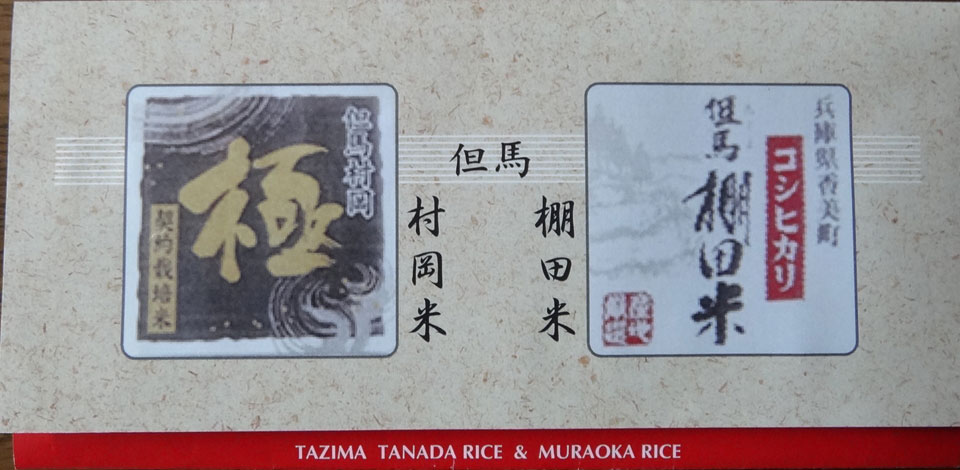 但馬
村岡米
棚田米
但馬村岡
極
契約栽培米
兵庫県香美町
コシヒカリ
但馬
棚田米
産地
TAZIMA TANADA RICE & MURAOKA RICE